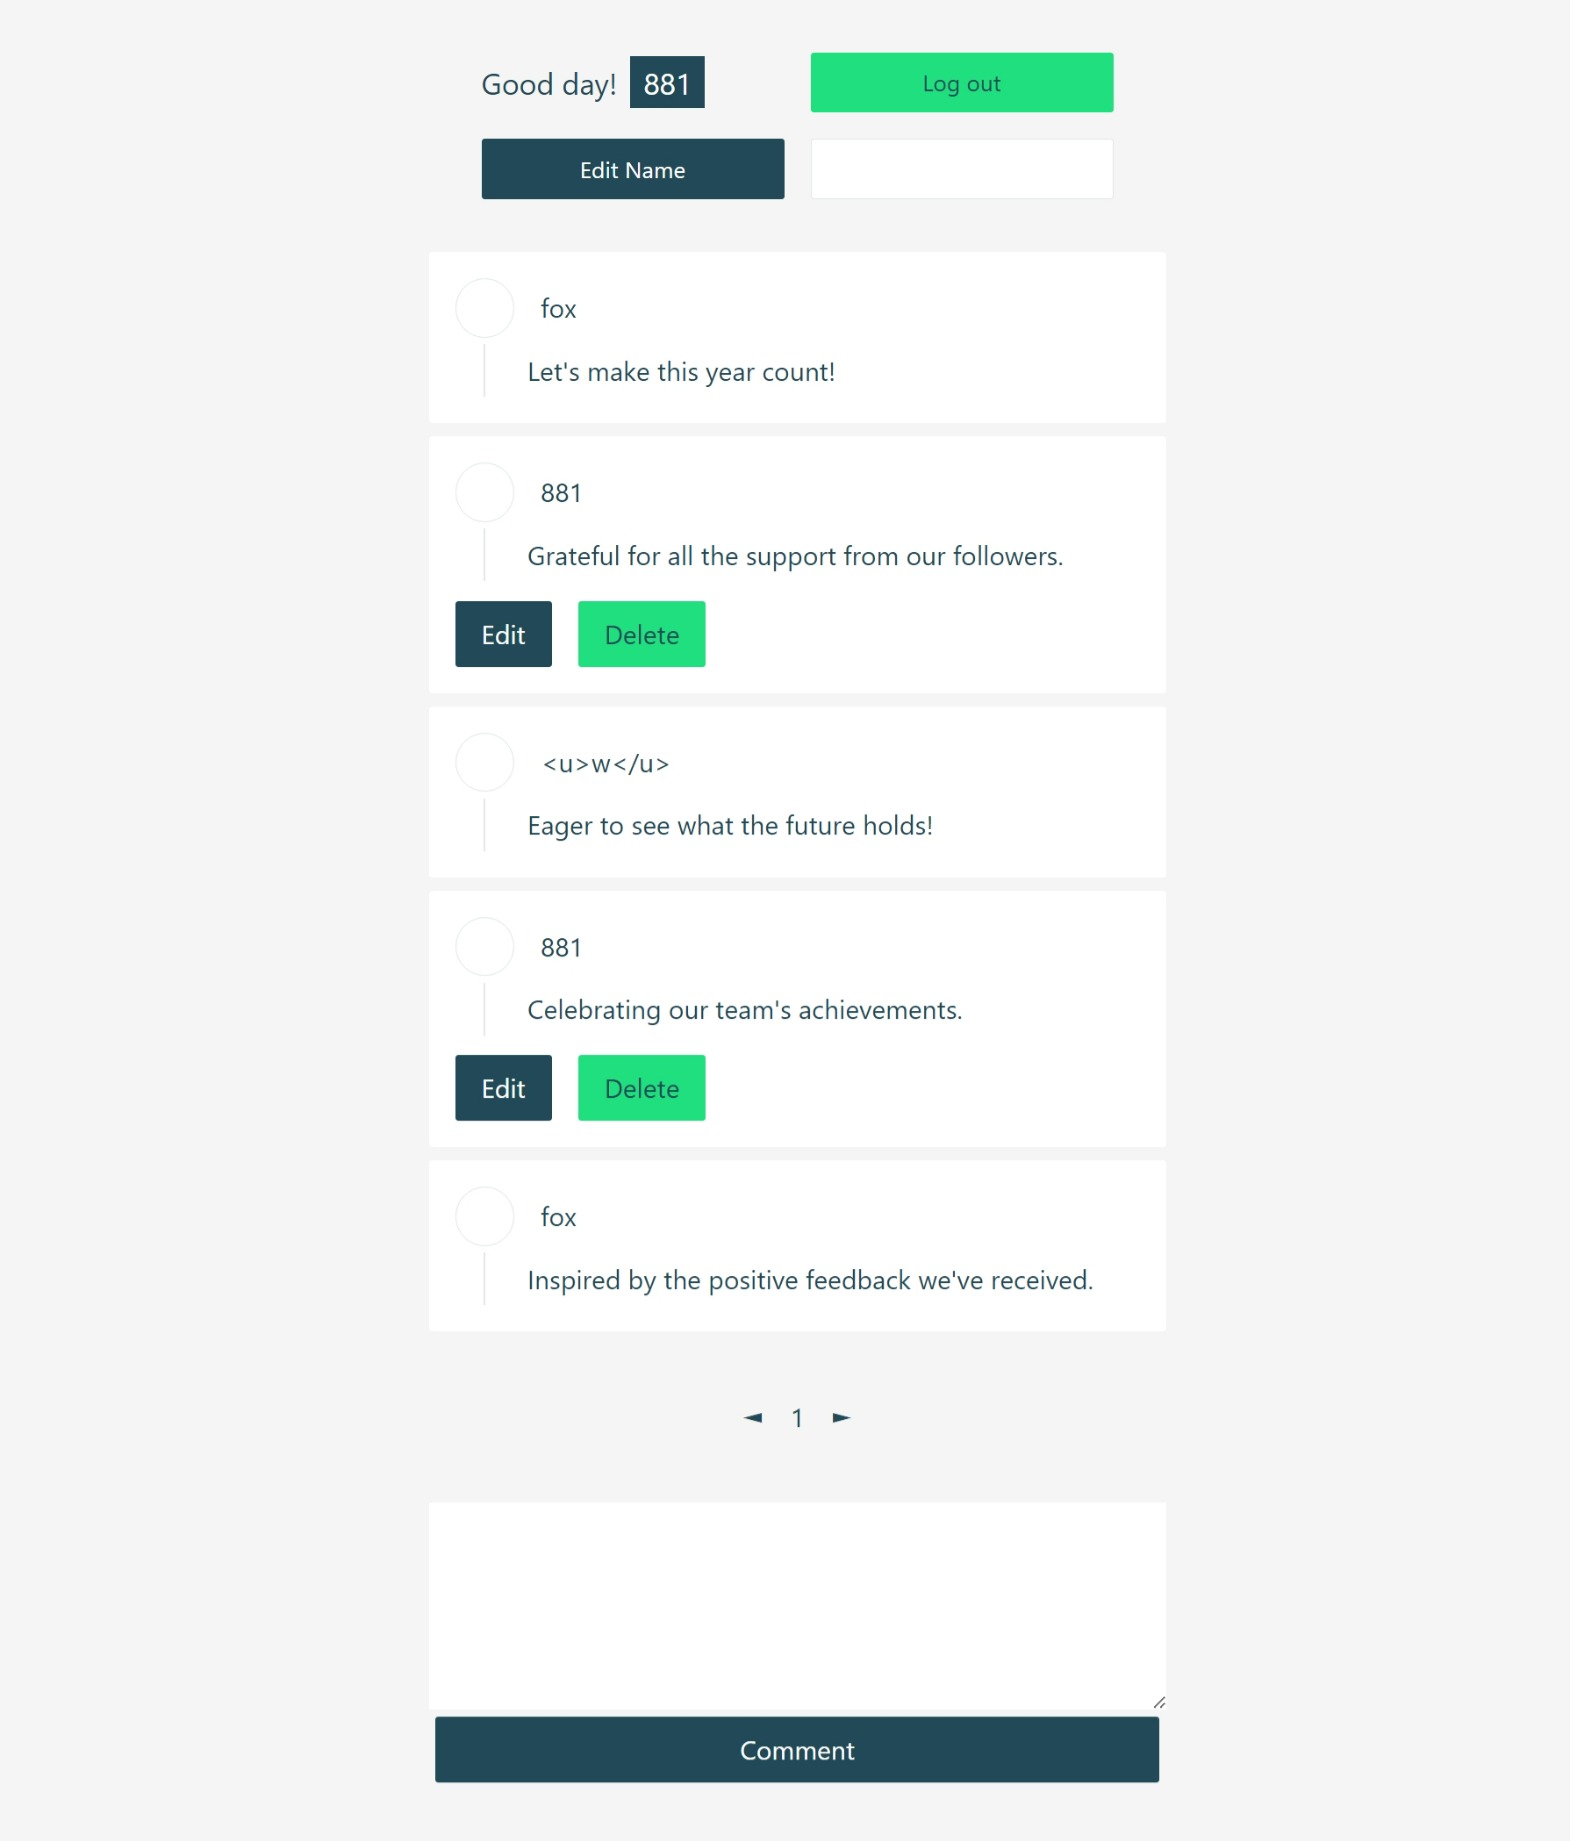 Good day! 881
Log out
Edit Name
fox
Let's make this year count!
881
Grateful for all the support from our followers.
Edit Delete
<u>w</u>
Eager to see what the future holds!
881
Celebrating our team's achievements.
Edit Delete
fox
Inspired by the positive feedback we've received.
◄ 1 ►
Comment